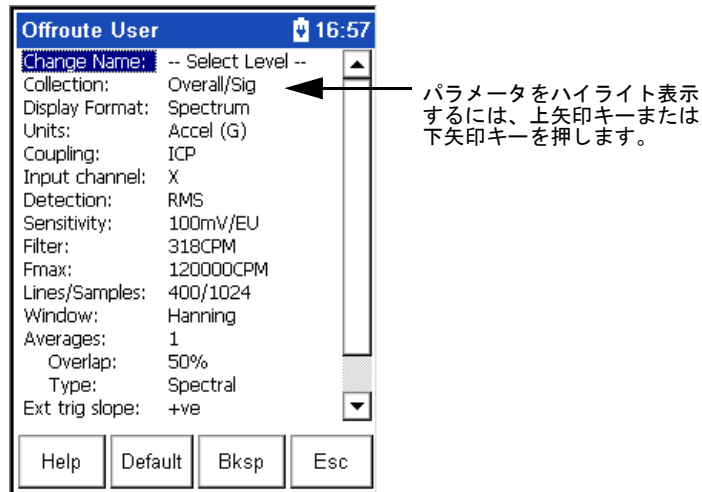 Offroute User 16:57
Change Name: -- Select Level --
Collection: Overall/Sig
Display Format: Spectrum
Units: Accel (G)
Coupling: ICP
Input channel: X
Detection: RMS
Sensitivity: 100mV/EU
Filter: 318CPM
Fmax: 120000CPM
Lines/Samples: 400/1024
Window: Hanning
Averages: 1
Overlap: 50%
Type: Spectral
Ext trig slope: +ve
Help Default Bksp Esc
パラメータをハイライト表示
するには、上矢印キーまたは
下矢印キーを押します。